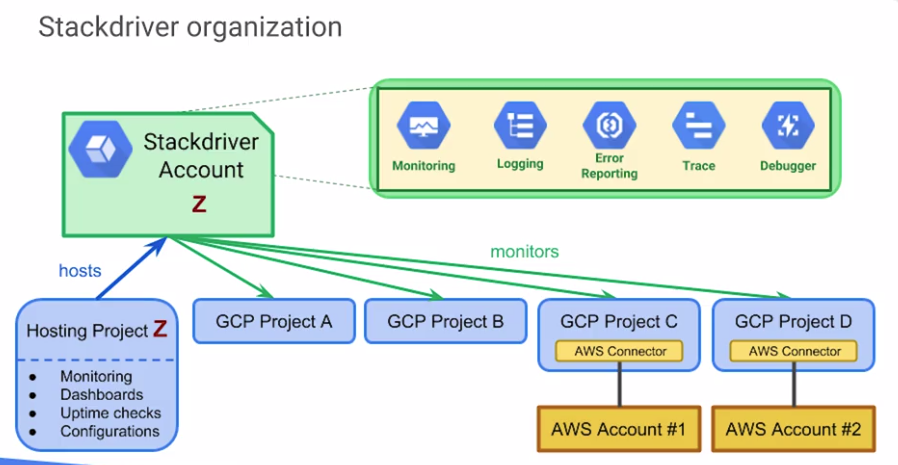 Stackdriver organization
Stackdriver
Account
Z
Monitoring
Logging
Error
Reporting
Trace
Debugger
hosts
monitors
Hosting Project Z
● Monitoring
● Dashboards
● Uptime checks
● Configurations
GCP Project A
GCP Project B
GCP Project C
AWS Connector
GCP Project D
AWS Connector
AWS Account #1
AWS Account #2